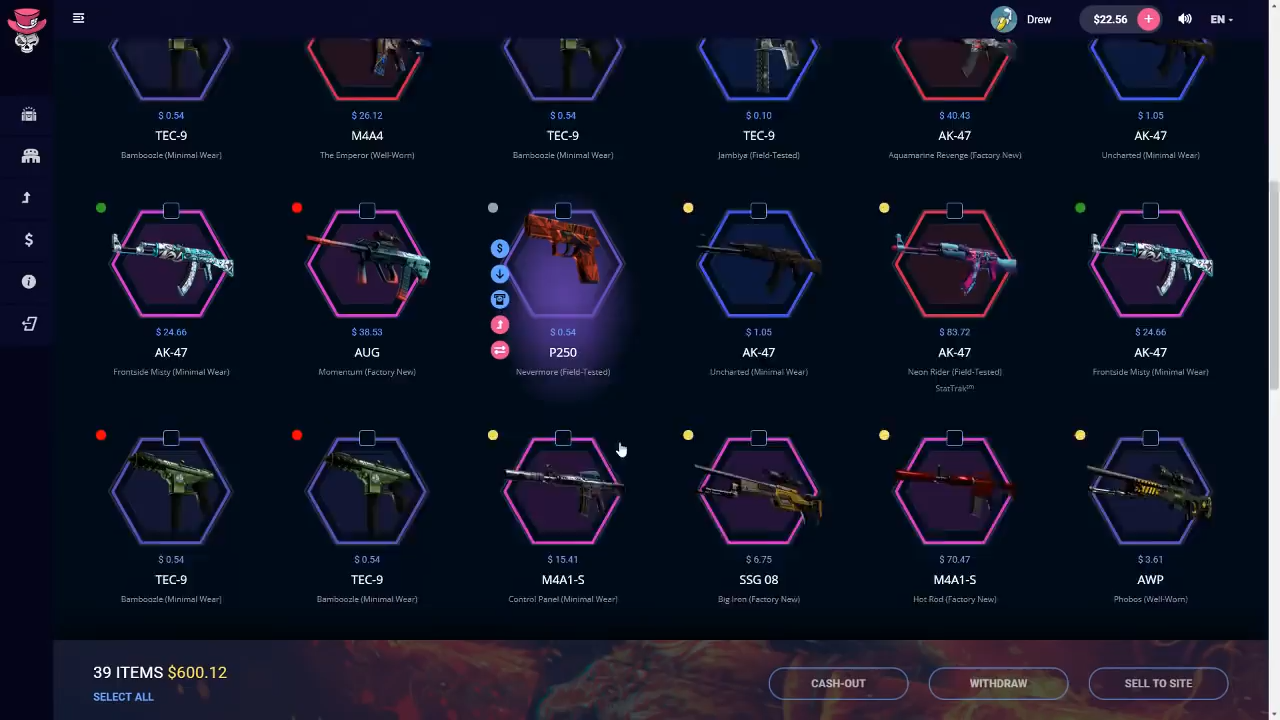 Drew
$22.56
EN
$ 0.54
$ 26.12
$ 0.54
$ 0.10
$ 40.43
$ 1.05
TEC-9
M4A4
TEC-9
TEC-9
AK-47
AK-47
Bamboozle (Minimal Wear)
The Emperor (Well-Worn)
Bamboozle (Minimal Wear)
Jambiya (Field-Tested)
Aquamarine Revenge (Factory New)
Uncharted (Minimal Wear)
$ 24.66
$ 38.53
$ 0.54
$ 1.05
$ 83.72
$ 24.66
AK-47
AUG
P250
AK-47
AK-47
AK-47
Frontside Misty (Minimal Wear)
Momentum (Factory New)
Nevermore (Field-Tested)
Uncharted (Minimal Wear)
Neon Rider (Field-Tested)
Frontside Misty (Minimal Wear)
StatTrak℠
$ 0.54
$ 0.54
$ 15.41
$ 6.75
$ 70.47
$ 3.61
TEC-9
TEC-9
M4A1-S
SSG 08
M4A1-S
AWP
Bamboozle (Minimal Wear)
Bamboozle (Minimal Wear)
Control Panel (Minimal Wear)
Big Iron (Factory New)
Hot Rod (Factory New)
Phobos (Well-Worn)
39 ITEMS $600.12
SELECT ALL
CASH-OUT
WITHDRAW
SELL TO SITE